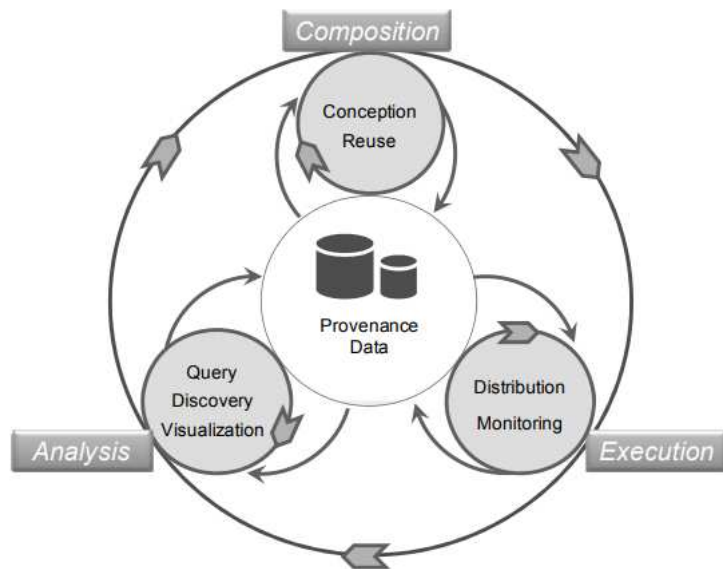 Composition
Conception
Reuse
Provenance
Data
Query
Discovery
Visualization
Distribution
Monitoring
Analysis
Execution